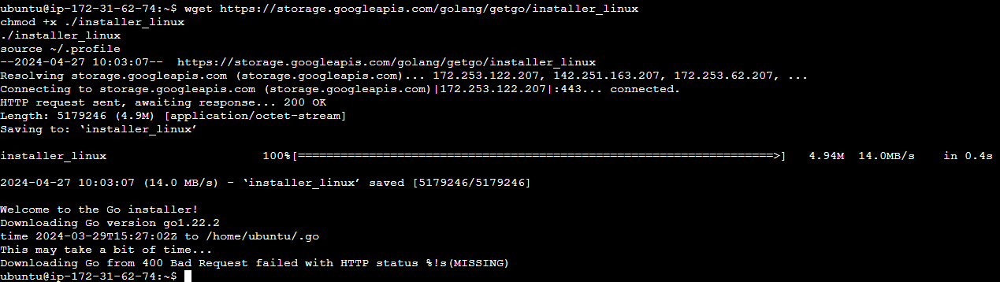 ubuntu@ip-172-31-62-74:~$ wget https://storage.googleapis.com/golang/getgo/installer_linux
chmod +x ./installer_linux
./installer_linux
source ~/.profile
--2024-04-27 10:03:07--  https://storage.googleapis.com/golang/getgo/installer_linux
Resolving storage.googleapis.com (storage.googleapis.com)... 172.253.122.207, 142.251.163.207, 172.253.62.207, ...
Connecting to storage.googleapis.com (storage.googleapis.com)|172.253.122.207|:443... connected.
HTTP request sent, awaiting response... 200 OK
Length: 5179246 (4.9M) [application/octet-stream]
Saving to: ‘installer_linux’
installer_linux                      100%[===================================================================>]   4.94M  14.0MB/s    in 0.4s
2024-04-27 10:03:07 (14.0 MB/s) - ‘installer_linux’ saved [5179246/5179246]
Welcome to the Go installer!
Downloading Go version go1.22.2
time 2024-03-29T15:27:02Z to /home/ubuntu/.go
This may take a bit of time...
Downloading Go from 400 Bad Request failed with HTTP status %!s(MISSING)
ubuntu@ip-172-31-62-74:~$